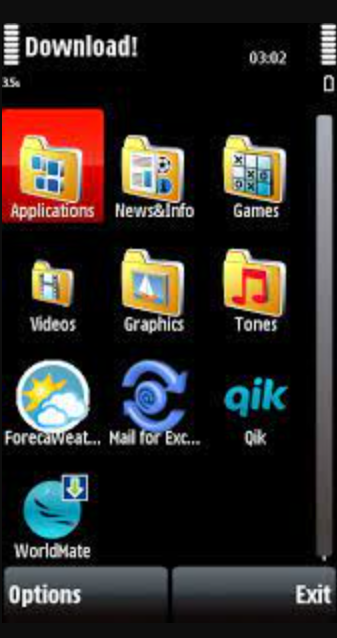 Download!
03:02
3.5G
Applications News&Info Games
Videos Graphics Tones
ForecaWeat... Mail for Exc... Qik
qik
WorldMate
Options Exit